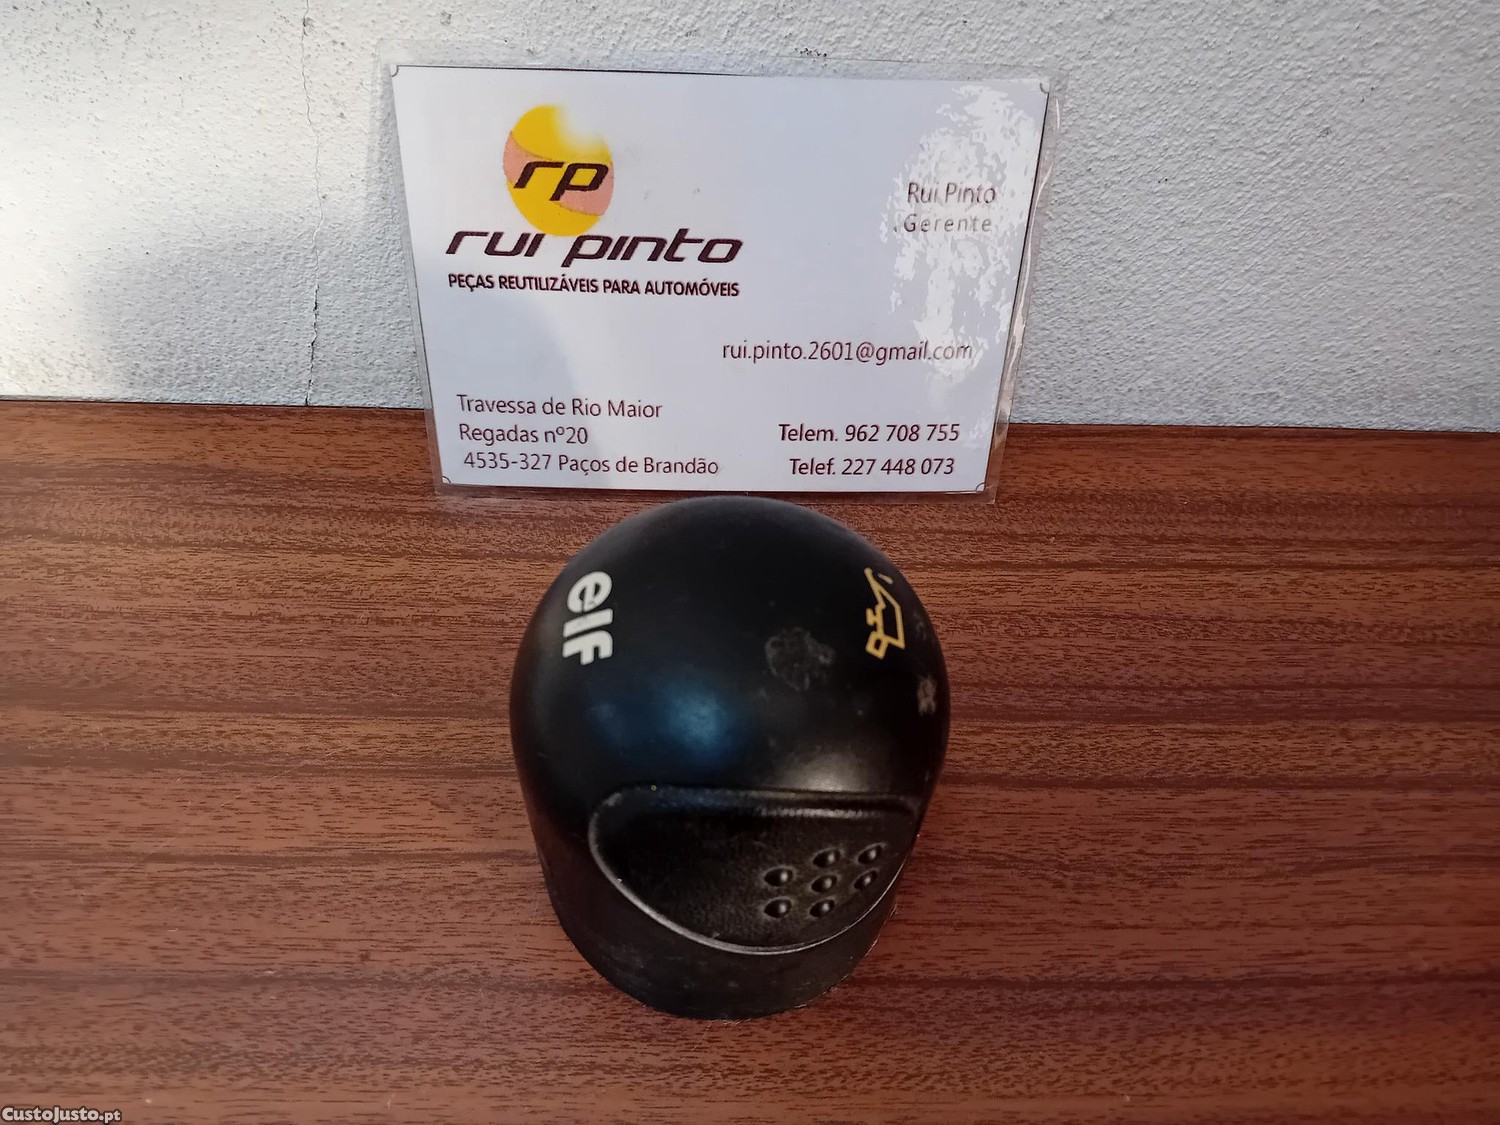 rp
rui pinto
PEÇAS REUTILIZÁVEIS PARA AUTOMÓVEIS
Rui Pinto
Gerente
rui.pinto.2601@gmail.com
Travessa de Rio Maior
Regadas nº20
4535-327 Paços de Brandão
Telem. 962 708 755
Telef. 227 448 073
elf
CustoJusto.pt